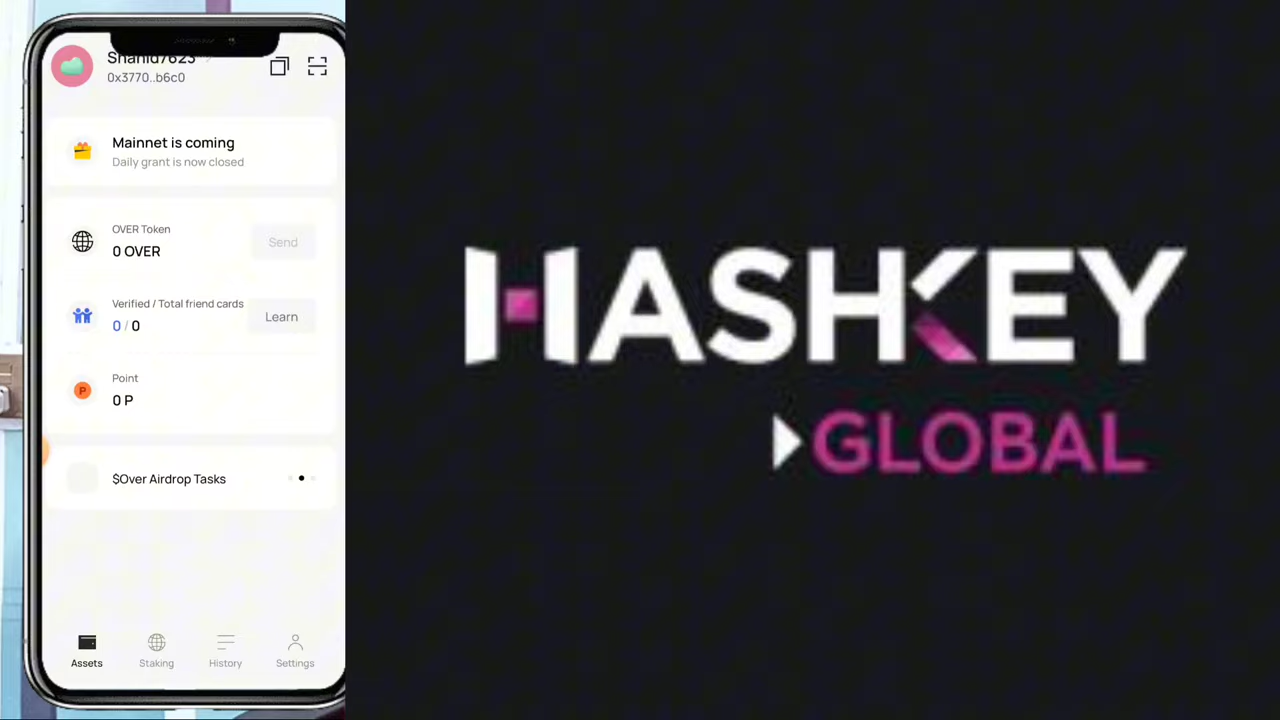 Shahid7623
0x3770..b6c0
Mainnet is coming
Daily grant is now closed
OVER Token
0 OVER
Send
Verified / Total friend cards
0 / 0
Learn
Point
P
0 P
$Over Airdrop Tasks
Assets
Staking
History
Settings
HASHKEY
GLOBAL